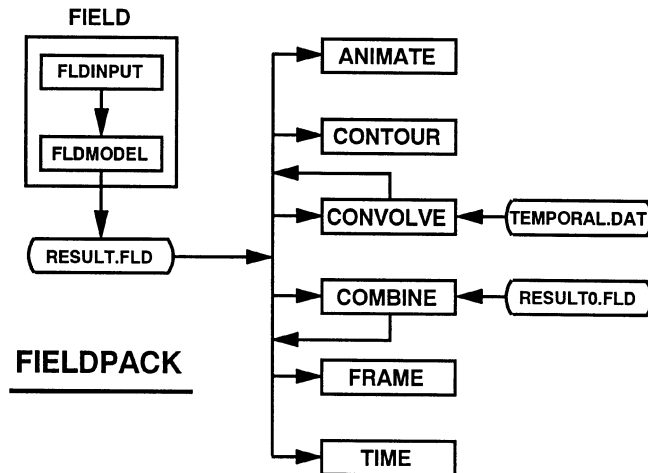 FIELD
FLDINPUT
FLDMODEL
RESULT.FLD
FIELDPACK
ANIMATE
CONTOUR
CONVOLVE
TEMPORAL.DAT
COMBINE
RESULT0.FLD
FRAME
TIME